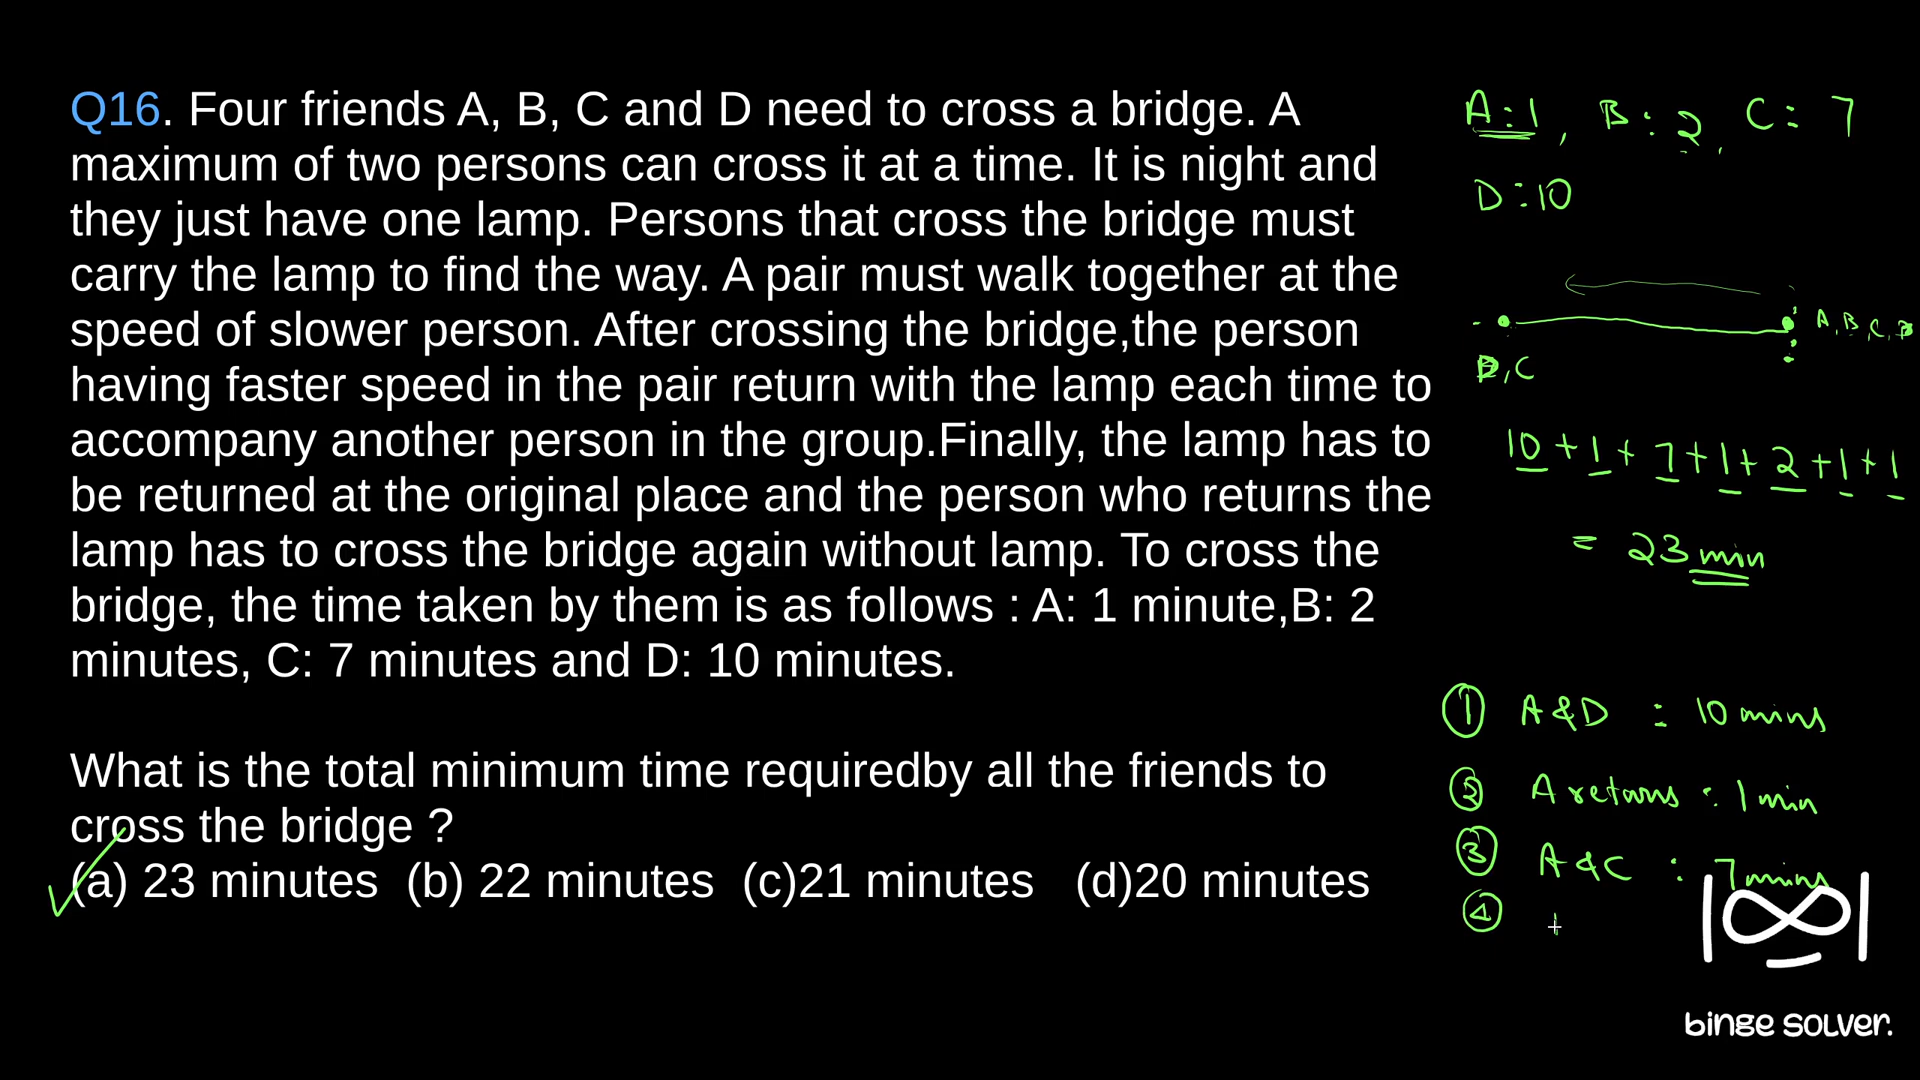 Q16. Four friends A, B, C and D need to cross a bridge. A
maximum of two persons can cross it at a time. It is night and
they just have one lamp. Persons that cross the bridge must
carry the lamp to find the way. A pair must walk together at the
speed of slower person. After crossing the bridge,the person
having faster speed in the pair return with the lamp each time to
accompany another person in the group.Finally, the lamp has to
be returned at the original place and the person who returns the
lamp has to cross the bridge again without lamp. To cross the
bridge, the time taken by them is as follows : A: 1 minute,B: 2
minutes, C: 7 minutes and D: 10 minutes.
What is the total minimum time requiredby all the friends to
cross the bridge ?
(a) 23 minutes (b) 22 minutes (c)21 minutes (d)20 minutes
A : 1, B : 2, C : 7
D : 10
A, B, C, D
D, C
10 + 1 + 7 + 1 + 2 + 1 + 1
= 23 min
1 A & D : 10 mins
2 A returns : 1 min
3 A & C : 7 mins
4
binge solver.